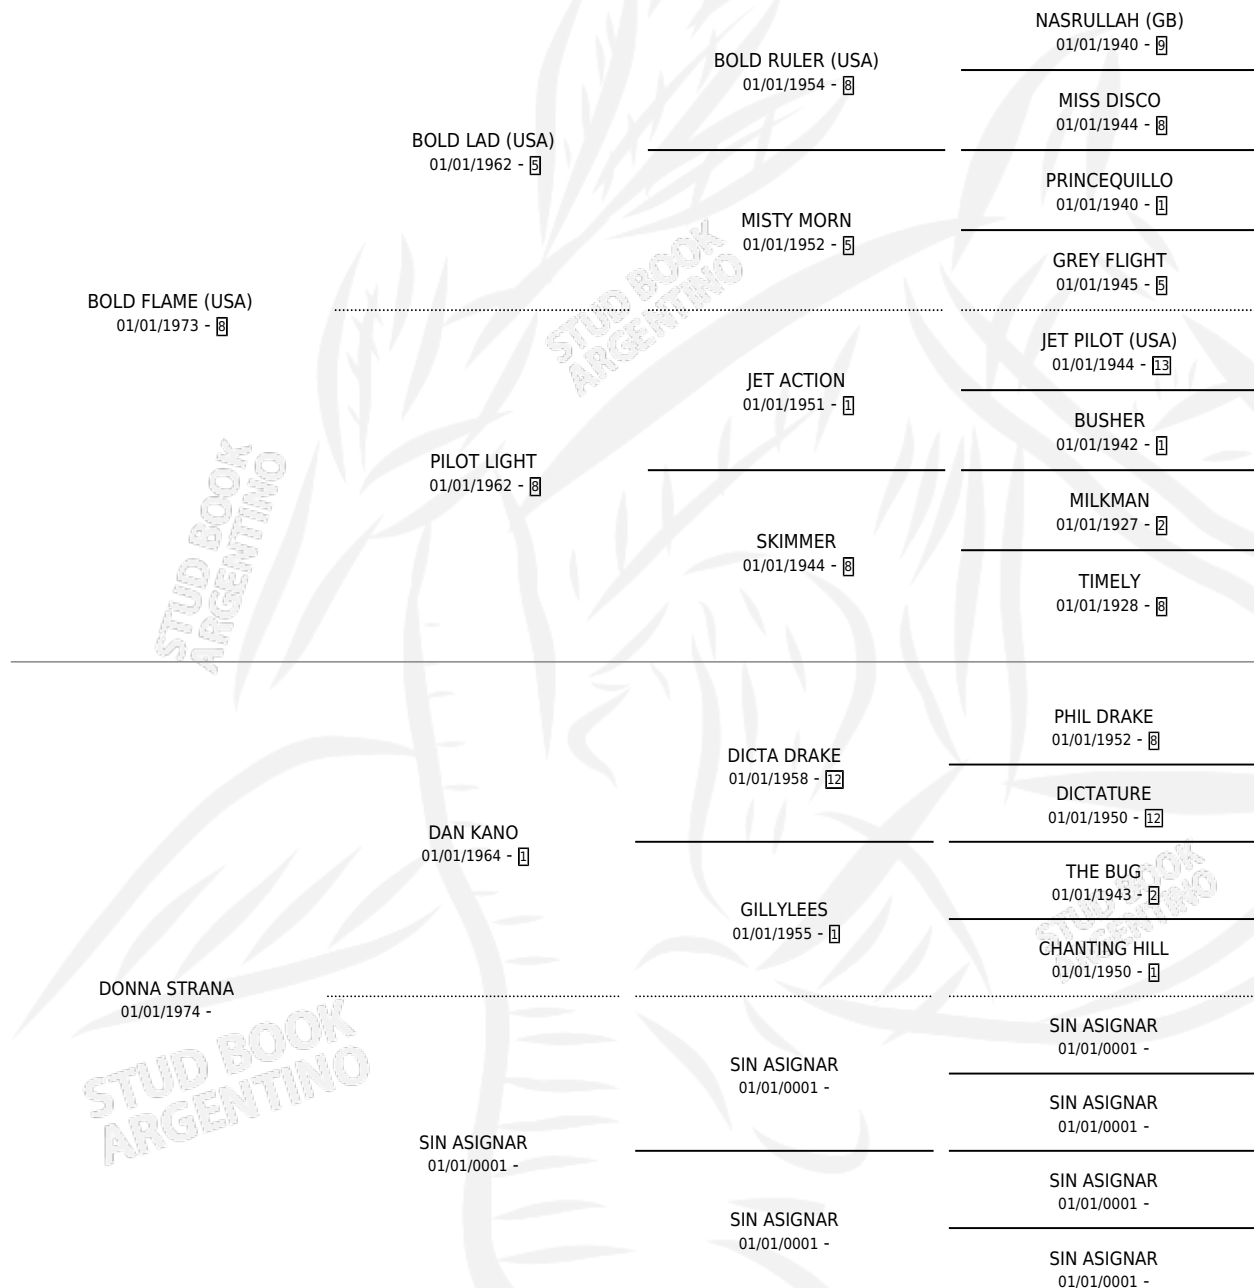 NASRULLAH (GB)
01/01/1940 - 9
BOLD RULER (USA)
01/01/1954 - 8
MISS DISCO
01/01/1944 - 8
BOLD LAD (USA)
01/01/1962 - 5
PRINCEQUILLO
01/01/1940 - 1
MISTY MORN
01/01/1952 - 5
GREY FLIGHT
01/01/1945 - 5
BOLD FLAME (USA)
01/01/1973 - 8
JET PILOT (USA)
01/01/1944 - 13
JET ACTION
01/01/1951 - 1
BUSHER
01/01/1942 - 1
PILOT LIGHT
01/01/1962 - 8
MILKMAN
01/01/1927 - 2
SKIMMER
01/01/1944 - 8
TIMELY
01/01/1928 - 8
PHIL DRAKE
01/01/1952 - 8
DICTA DRAKE
01/01/1958 - 12
DICTATURE
01/01/1950 - 12
DAN KANO
01/01/1964 - 1
THE BUG
01/01/1943 - 2
GILLYLEES
01/01/1955 - 1
CHANTING HILL
01/01/1950 - 1
DONNA STRANA
01/01/1974 -
SIN ASIGNAR
01/01/0001 -
SIN ASIGNAR
01/01/0001 -
SIN ASIGNAR
01/01/0001 -
SIN ASIGNAR
01/01/0001 -
SIN ASIGNAR
01/01/0001 -
SIN ASIGNAR
01/01/0001 -
SIN ASIGNAR
01/01/0001 -
STUD BOOK
ARGENTINO
STUD BOOK
ARGENTINO
STUD BOOK
ARGENTINO
STUD BOOK
ARGENTINO